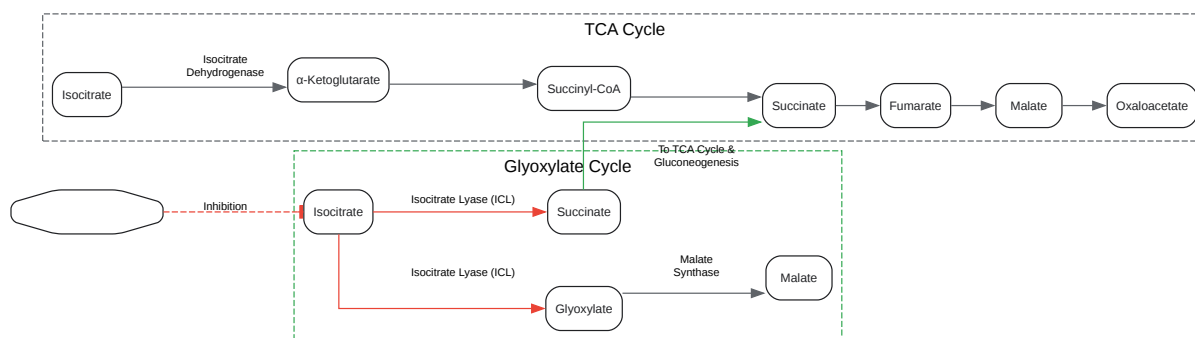 TCA Cycle
Isocitrate
Dehydrogenase
Isocitrate
α-Ketoglutarate
Succinyl-CoA
Succinate
Fumarate
Malate
Oxaloacetate
To TCA Cycle &
Gluconeogenesis
Glyoxylate Cycle
Inhibition
Isocitrate
Isocitrate Lyase (ICL)
Succinate
Isocitrate Lyase (ICL)
Malate
Synthase
Malate
Glyoxylate